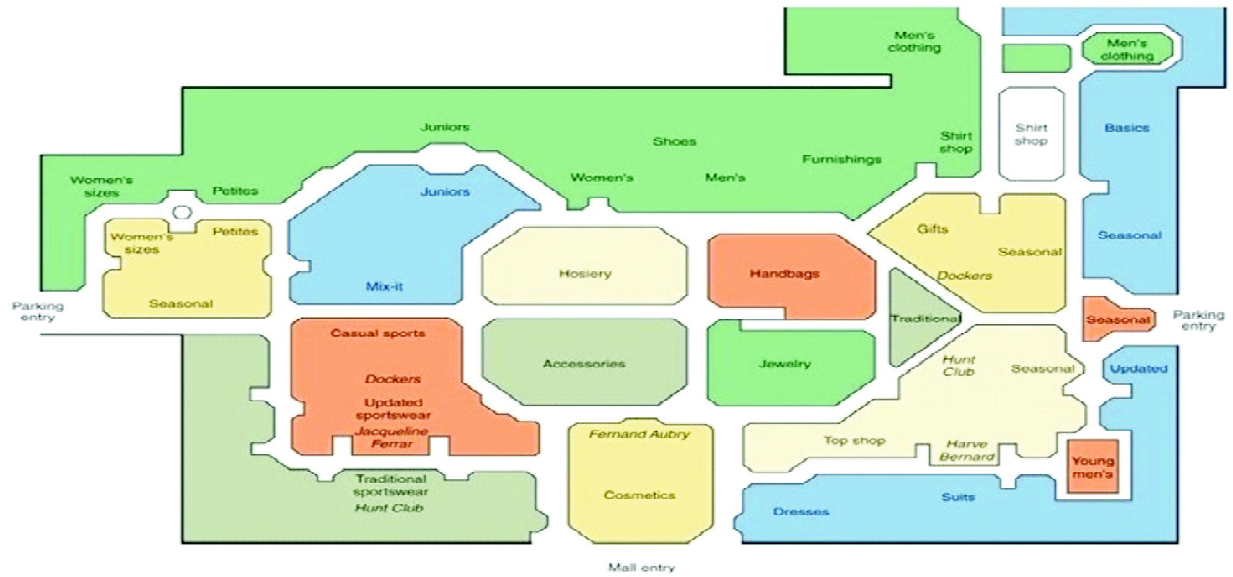 Men's
clothing
Men's
clothing
Juniors
Shoes
Shirt
shop
Shirt
shop
Basics
Furnishings
Women's
sizes
Petites
Juniors
Women's
Men's
Women's
sizes
Petites
Gifts
Seasonal
Seasonal
Hosiery
Handbags
Dockers
Mix-it
Seasonal
Parking
entry
Traditional
Seasonal
Parking
entry
Casual sports
Accessories
Jewelry
Hunt
Club
Seasonal
Updated
Dockers
Updated
sportswear
Jacqueline
Ferrar
Fernand Aubry
Top shop
Harve
Bernard
Young
men's
Traditional
sportswear
Hunt Club
Cosmetics
Suits
Dresses
Mall entry